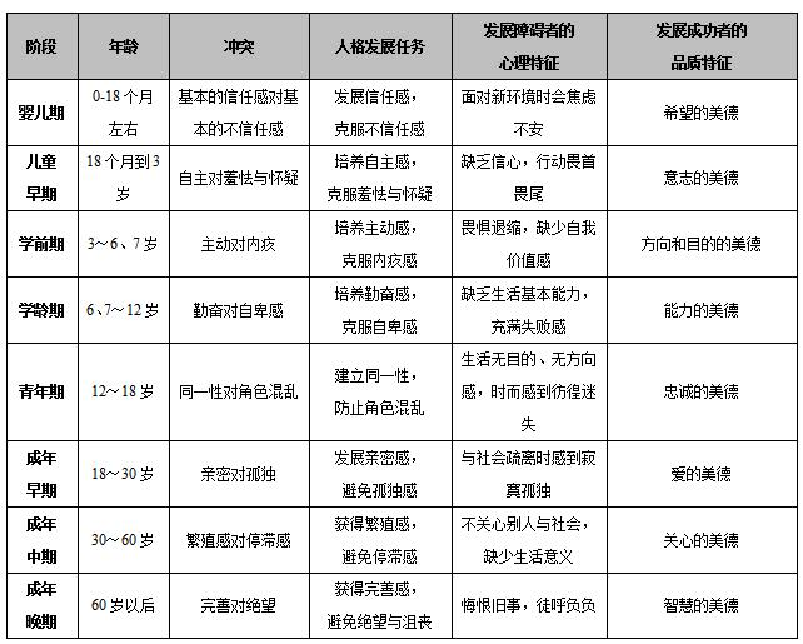 阶段 年龄 冲突 人格发展任务 发展障碍者的 发展成功者的
心理特征 品质特征
婴儿期 0-18个月 基本的信任感对基 发展信任感， 面对新环境时会焦虑 希望的美德
左右 本的不信任感 克服不信任感 不安
儿童 18个月到3 自主对羞怯与怀疑 培养自主感， 缺乏信心，行动畏首 意志的美德
早期 岁 克服羞怯与怀疑 畏尾
学前期 3～6、7岁 主动对内疚 培养主动感， 畏惧退缩，缺少自我 方向和目的的美德
克服内疚感 价值感
学龄期 6、7～12岁 勤奋对自卑感 培养勤奋感， 缺乏生活基本能力， 能力的美德
克服自卑感 充满失败感
青年期 12～18岁 同一性对角色混乱 建立同一性， 生活无目的、无方向 忠诚的美德
防止角色混乱 感，时而感到彷徨迷
失
成年 18～30岁 亲密对孤独 发展亲密感， 与社会疏离时感到寂 爱的美德
早期 避免孤独感 寞孤独
成年 30～60岁 繁殖感对停滞感 获得繁殖感， 不关心别人与社会， 关心的美德
中期 避免停滞感 缺少生活意义
成年 60岁以后 完善对绝望 获得完善感， 悔恨旧事，徒呼负负 智慧的美德
晚期 避免绝望与沮丧